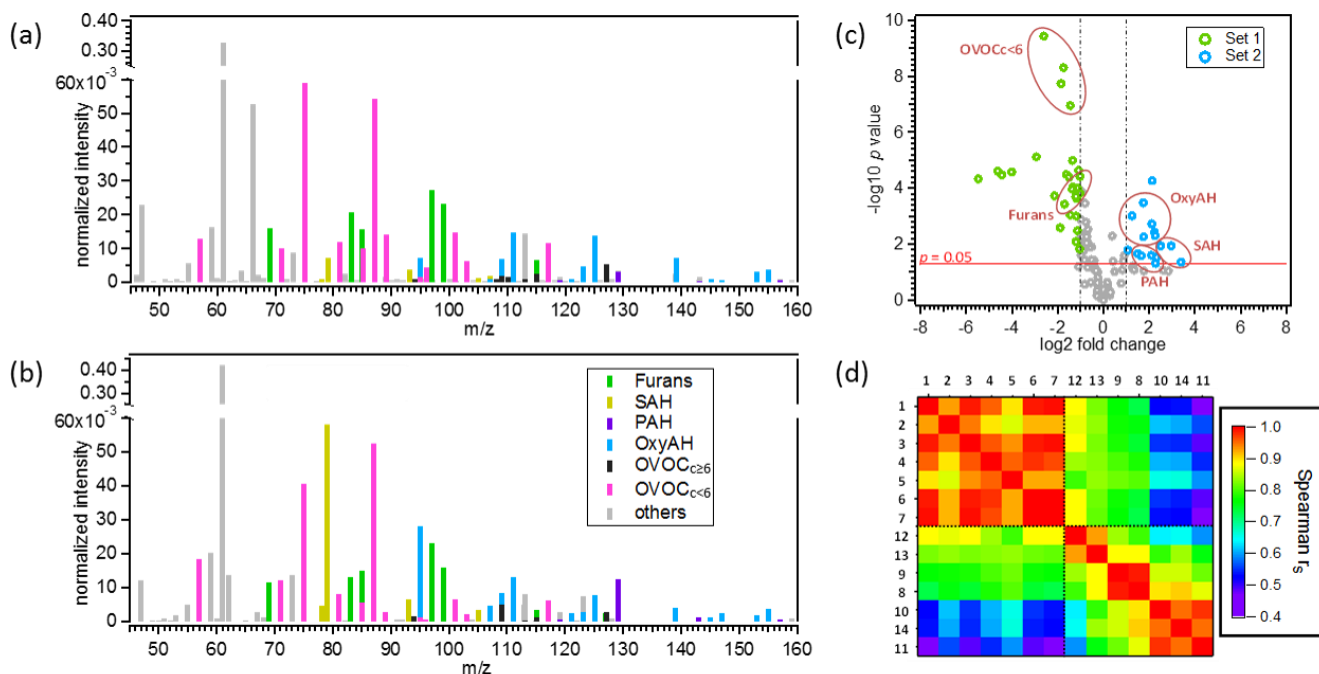 (a)
0.40
0.30
60x10⁻³
50
40
30
20
10
0
normalized intensity
50 60 70 80 90 100 110 120 130 140 150 160
m/z
(b)
0.40
0.30
60x10⁻³
50
40
30
20
10
0
normalized intensity
Furans
SAH
PAH
OxyAH
OVOCc≥6
OVOCc<6
others
50 60 70 80 90 100 110 120 130 140 150 160
m/z
(c)
10
8
6
4
2
0
-log10 p value
OVOCc<6
Set 1
Set 2
OxyAH
Furans
SAH
p = 0.05
PAH
-8 -6 -4 -2 0 2 4 6 8
log2 fold change
(d)
1 2 3 4 5 6 7 12 13 9 8 10 14 11
1
2
3
4
5
6
7
12
13
9
8
10
14
11
1.0
0.9
0.8
0.7
0.6
0.5
0.4
Spearman rs